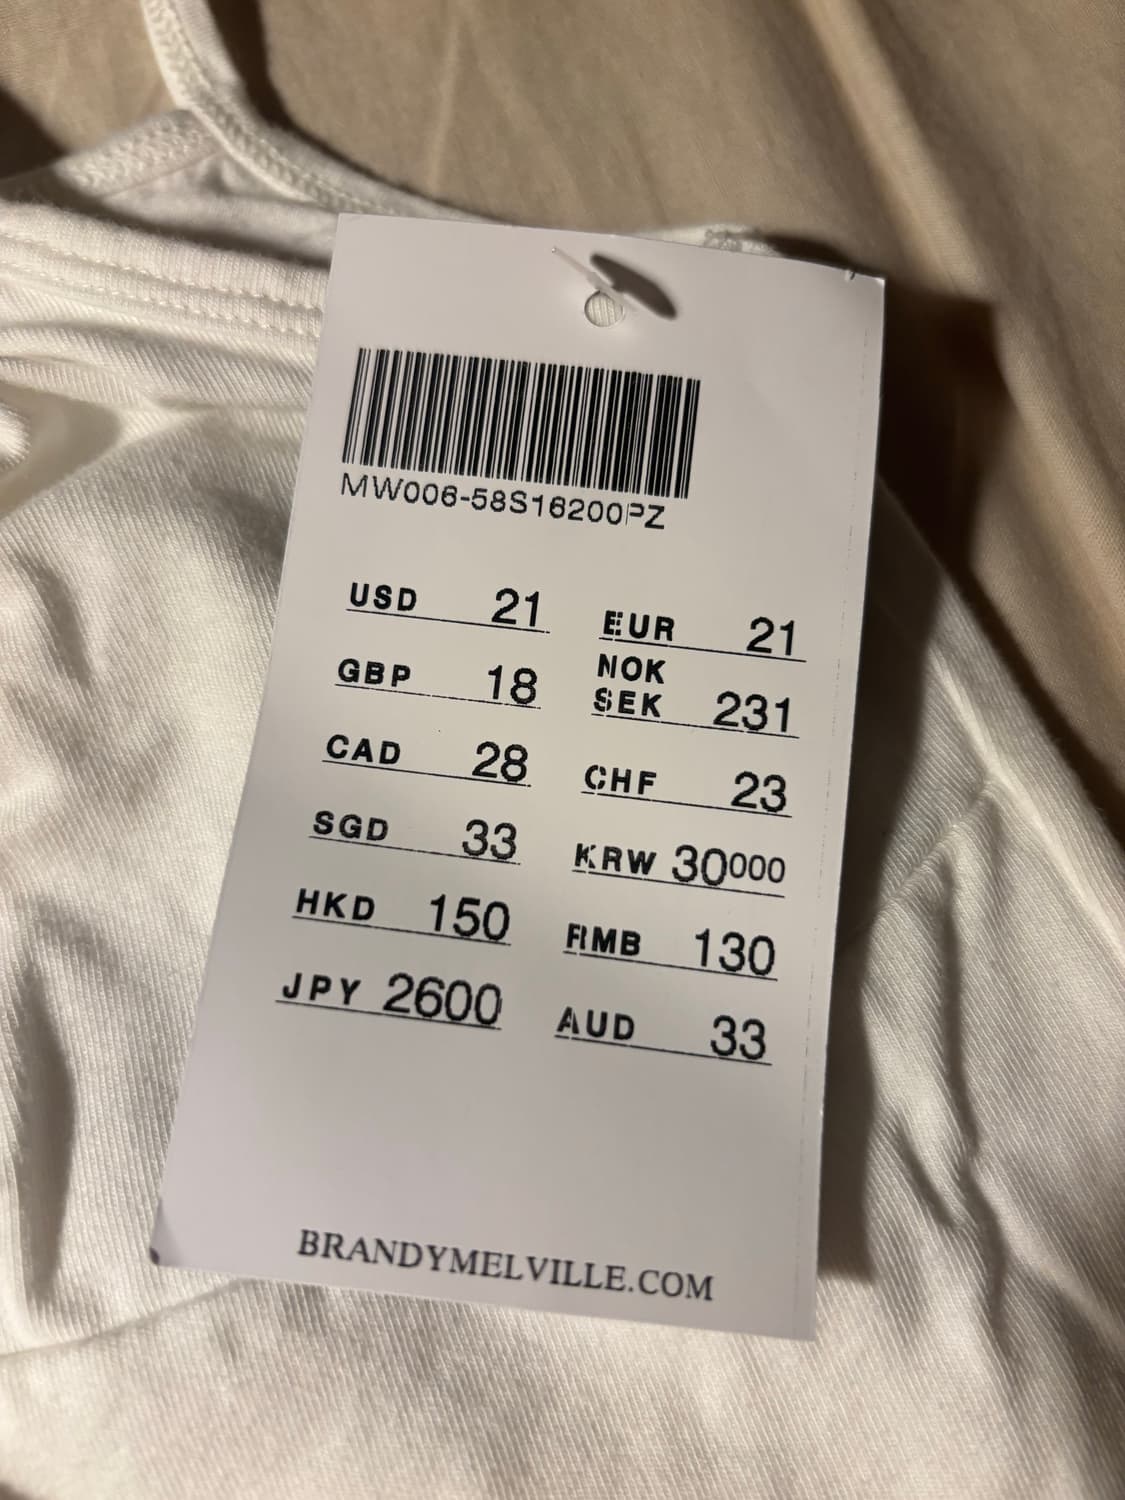 MW006-58S16200PZ
USD 21
EUR 21
GBP 18
NOK
SEK 231
CAD 28
CHF 23
SGD 33
KRW 30000
HKD 150
RMB 130
JPY 2600
AUD 33
BRANDYMELVILLE.COM